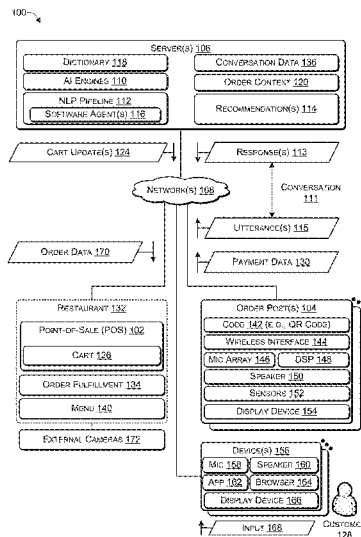 100
SERVER(S) 106
DICTIONARY 118
CONVERSATION DATA 136
AI ENGINES 110
ORDER CONTEXT 120
NLP PIPELINE 112
SOFTWARE AGENT(S) 116
RECOMMENDATION(S) 114
CART UPDATE(S) 124
RESPONSE(S) 113
NETWORK(S) 108
CONVERSATION
111
UTTERANCE(S) 115
ORDER DATA 170
PAYMENT DATA 130
RESTAURANT 132
POINT-OF-SALE (POS) 102
CART 126
ORDER FULFILLMENT 134
MENU 140
EXTERNAL CAMERAS 172
ORDER POST(S) 104
CODE 142 (E.G., QR CODE)
WIRELESS INTERFACE 144
MIC ARRAY 146
DSP 148
SPEAKER 150
SENSORS 152
DISPLAY DEVICE 154
DEVICE(S) 156
MIC 158
SPEAKER 160
APP 162
BROWSER 164
DISPLAY DEVICE 166
CUSTOME
128
INPUT 168